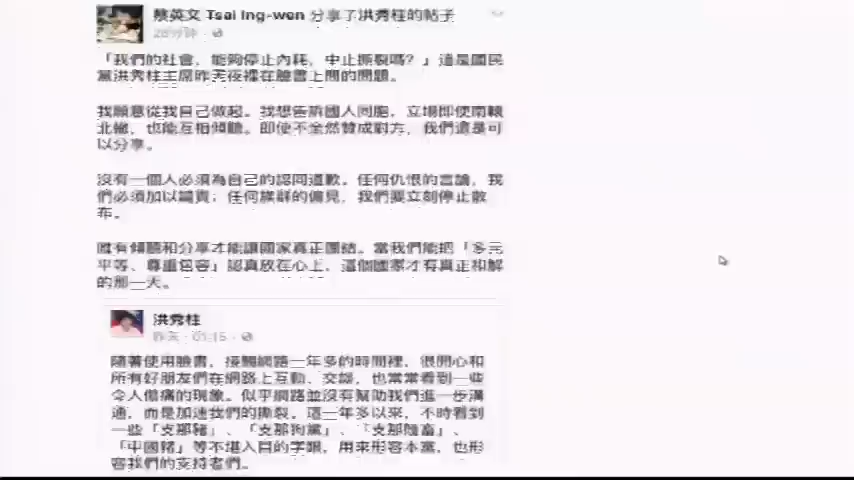 蔡英文 Tsai Ing-wen 分享了洪秀柱的帖子
「我們的社會，能夠停止內耗，中止撕裂嗎？」這是國民
黨洪秀柱主席昨天夜裡在臉書上問的問題。
我願意從我自己做起。我想告訴國人同胞，立場即使南轅
北轍，也能互相傾聽。即使不全然贊成對方，我們還是可
以分享。
沒有一個人必須為自己的認同道歉。任何仇恨的言論，我
們必須加以譴責；任何族群的偏見，我們要立刻停止散
布。
唯有傾聽和分享才能讓國家真正團結。當我們能把「多元
平等、尊重包容」認真放在心上，這個國家才有真正和解
的那一天。
洪秀柱
昨天
隨著使用臉書，接觸網路一年多的時間裡，很開心和
所有好朋友們在網路上互動、交談，也常常看到一些
令人傷痛的現象。似乎網路並沒有幫助我們進一步溝
通，而是加速我們的撕裂。這一年多以來，不時看到
一些「支那豬」、「支那狗黨」、「支那賤畜」、
「中國豬」等不堪入目的字眼，用來形容本黨，也形
容我們的支持者們。